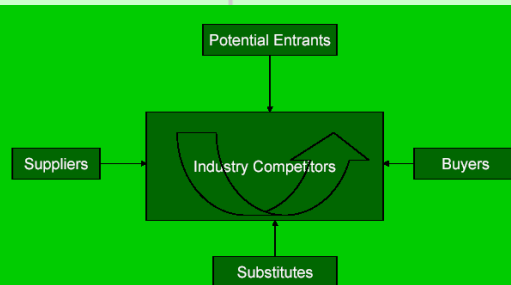 Potential Entrants
Suppliers
Industry Competitors
Buyers
Substitutes